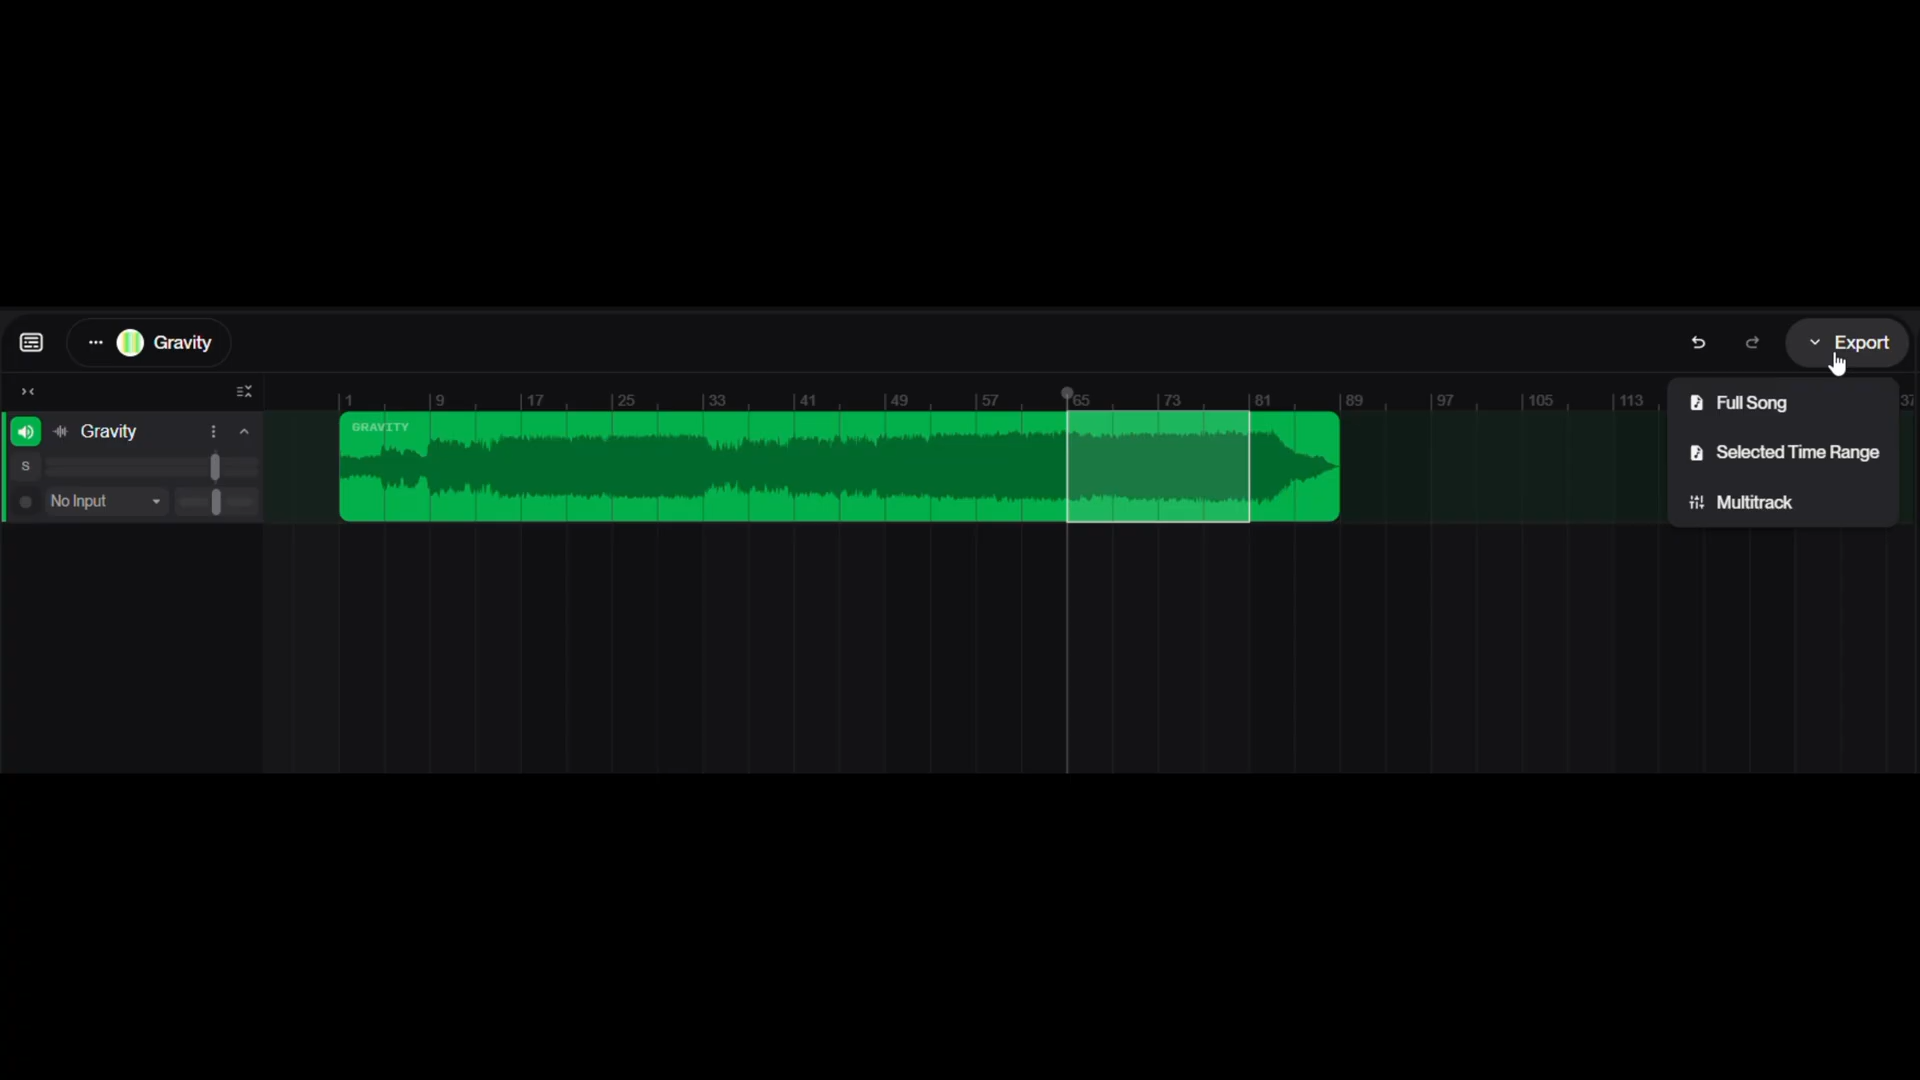 Gravity
Export
1 9 17 25 33 41 49 57 65 73 81 89 97 105 113 37
Full Song
Selected Time Range
Multitrack
Gravity
GRAVITY
S
No Input